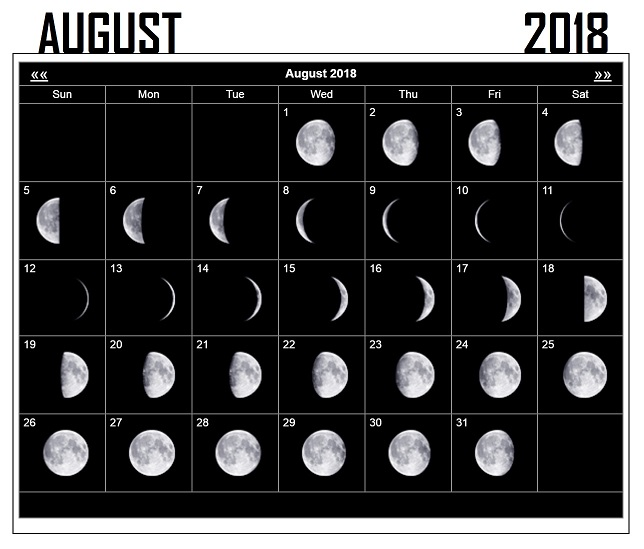 AUGUST 2018
«« August 2018 »»
Sun Mon Tue Wed Thu Fri Sat
1 2 3 4
5 6 7 8 9 10 11
12 13 14 15 16 17 18
19 20 21 22 23 24 25
26 27 28 29 30 31